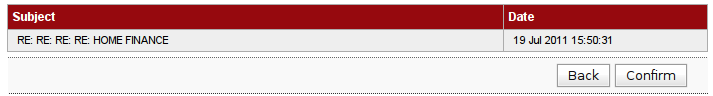 Subject Date
RE: RE: RE: RE: HOME FINANCE 19 Jul 2011 15:50:31
Back Confirm